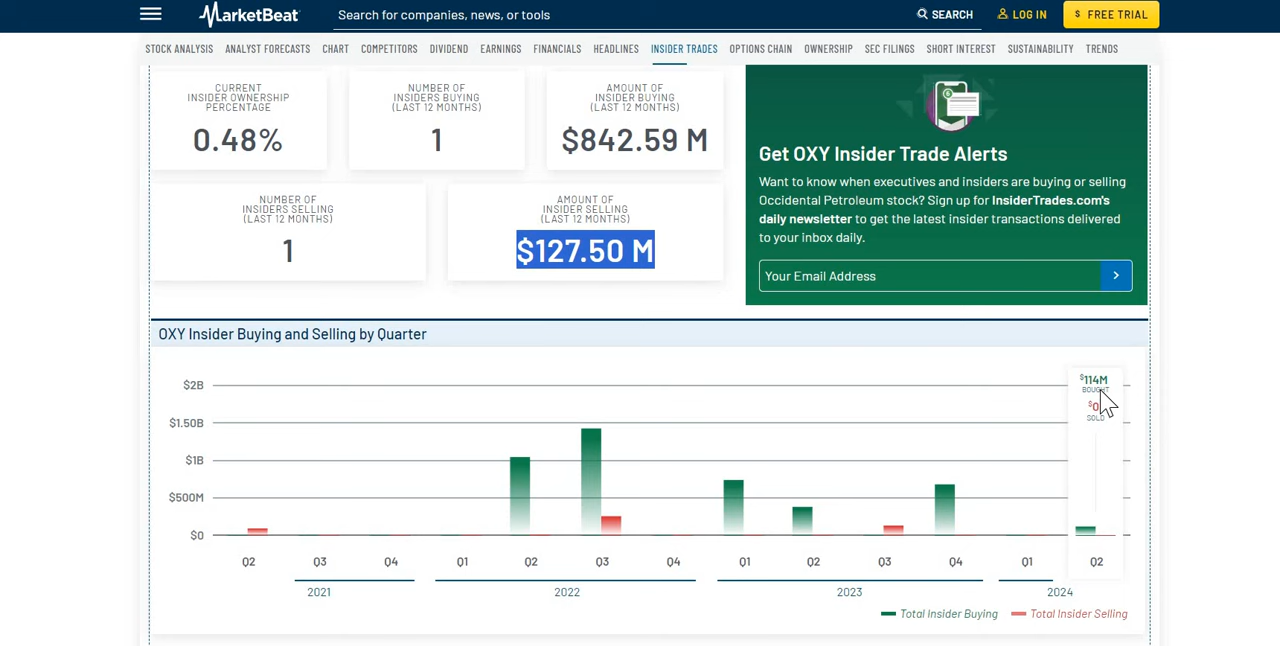 MarketBeat
Search for companies, news, or tools
SEARCH
LOG IN
$ FREE TRIAL
STOCK ANALYSIS ANALYST FORECASTS CHART COMPETITORS DIVIDEND EARNINGS FINANCIALS HEADLINES INSIDER TRADES OPTIONS CHAIN OWNERSHIP SEC FILINGS SHORT INTEREST SUSTAINABILITY TRENDS
CURRENT
INSIDER OWNERSHIP
PERCENTAGE
0.48%
NUMBER OF
INSIDERS BUYING
(LAST 12 MONTHS)
1
AMOUNT OF
INSIDER BUYING
(LAST 12 MONTHS)
$842.59 M
NUMBER OF
INSIDERS SELLING
(LAST 12 MONTHS)
1
AMOUNT OF
INSIDER SELLING
(LAST 12 MONTHS)
$127.50 M
Get OXY Insider Trade Alerts
Want to know when executives and insiders are buying or selling
Occidental Petroleum stock? Sign up for InsiderTrades.com's
daily newsletter to get the latest insider transactions delivered
to your inbox daily.
Your Email Address
OXY Insider Buying and Selling by Quarter
$2B
$1.50B
$1B
$500M
$0
$114M
BOUGHT
$0
SOLD
Q2 Q3 Q4 Q1 Q2 Q3 Q4 Q1 Q2 Q3 Q4 Q1 Q2
2021 2022 2023 2024
Total Insider Buying Total Insider Selling